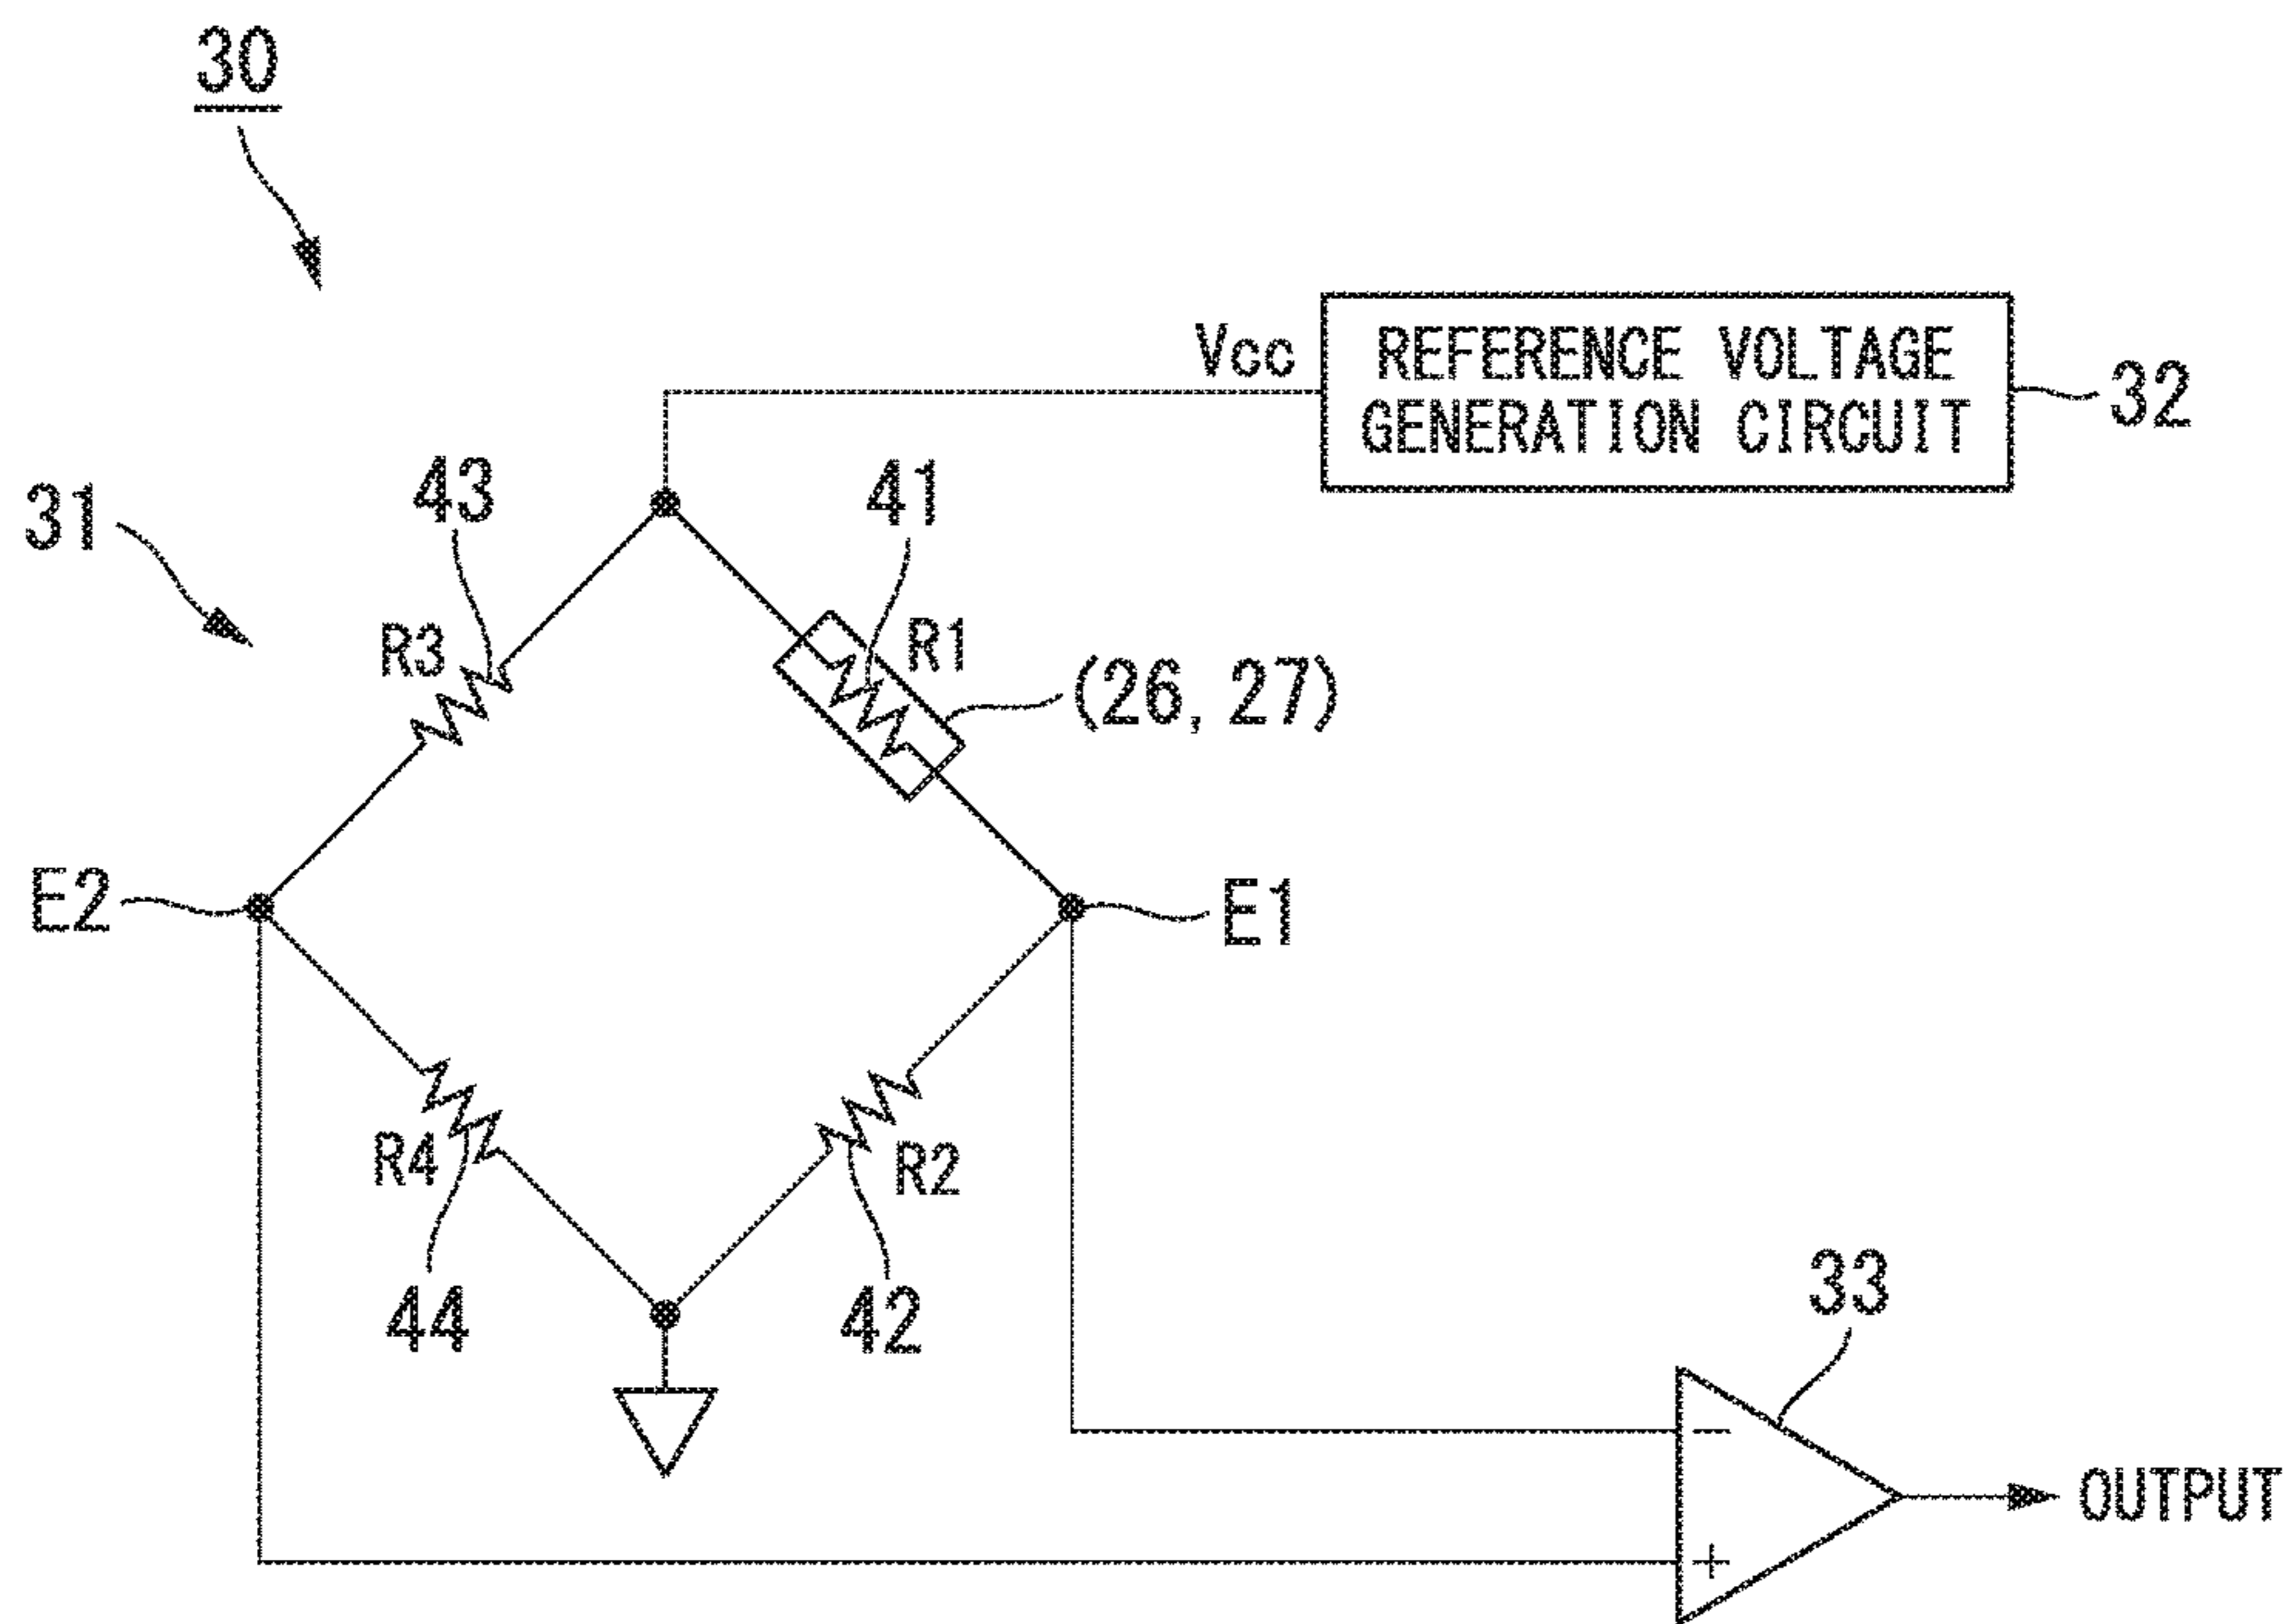 30
Vcc
REFERENCE VOLTAGE
GENERATION CIRCUIT
32
43
41
31
R3
R1
(26, 27)
E2
E1
R4
R2
44
42
33
−
+
OUTPUT